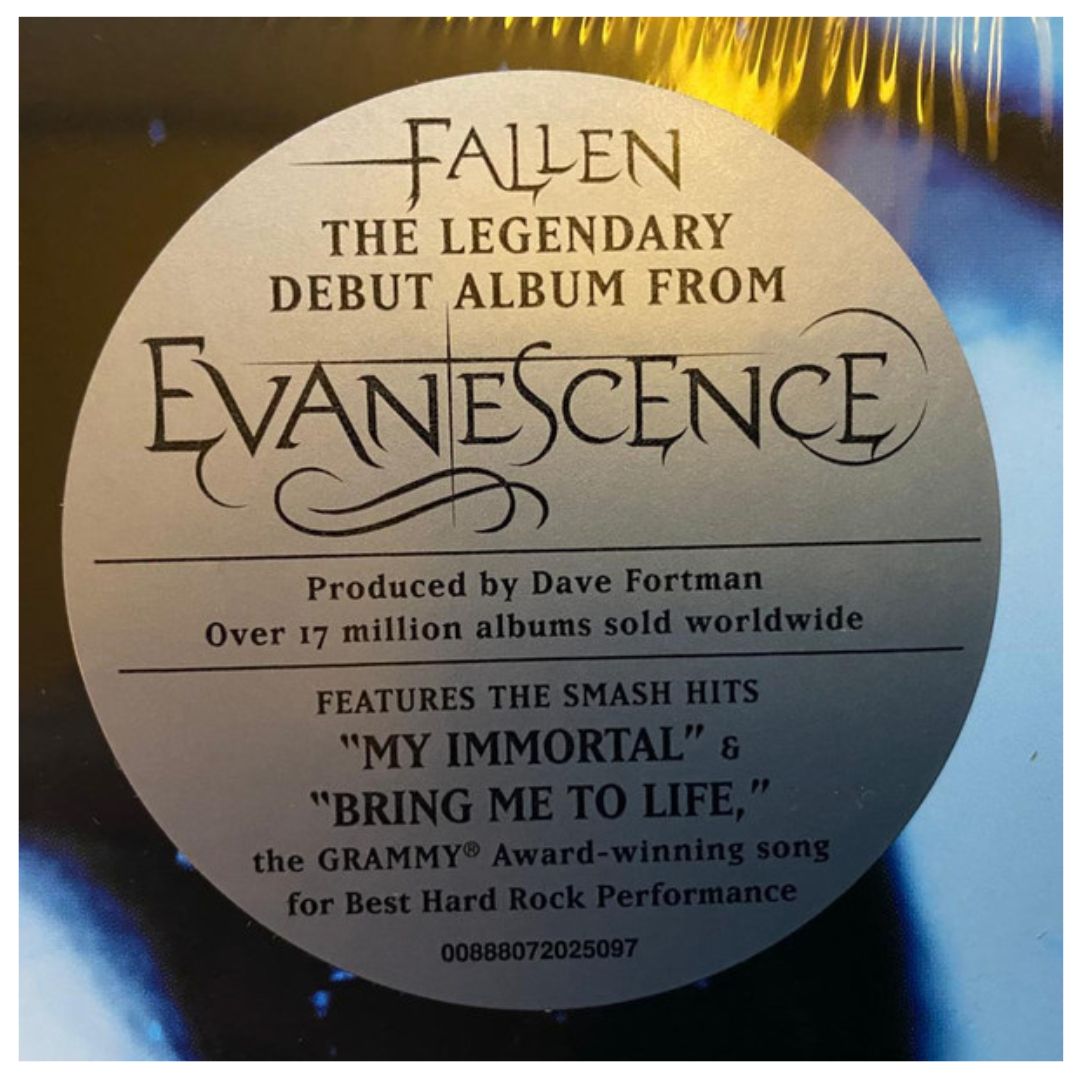 FALLEN
THE LEGENDARY
DEBUT ALBUM FROM
EVANESCENCE
Produced by Dave Fortman
Over 17 million albums sold worldwide
FEATURES THE SMASH HITS
"MY IMMORTAL" &
"BRING ME TO LIFE,"
the GRAMMY® Award-winning song
for Best Hard Rock Performance
00888072025097